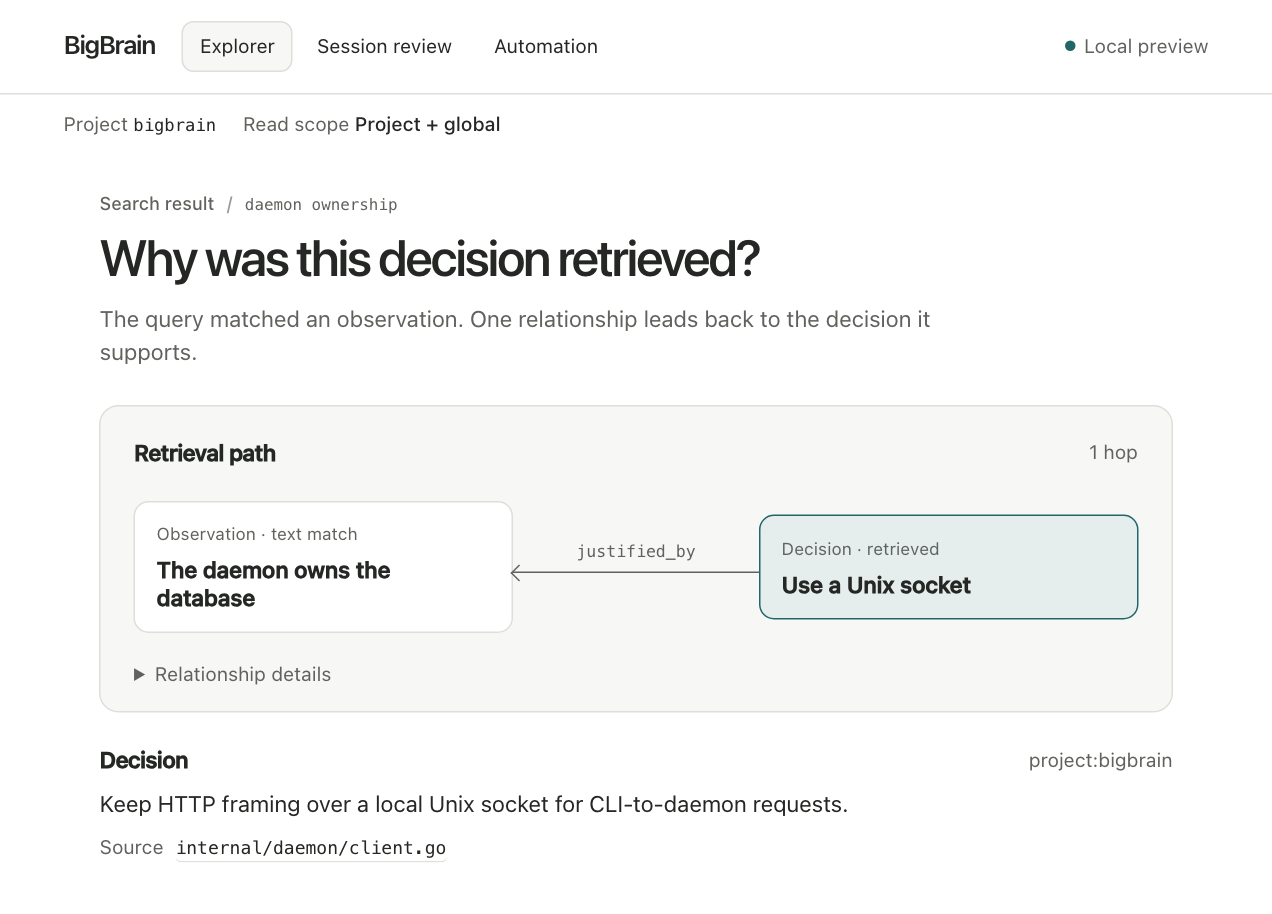 BigBrain
Explorer
Session review
Automation
Local preview
Project bigbrain
Read scope Project + global
Search result / daemon ownership
Why was this decision retrieved?
The query matched an observation. One relationship leads back to the decision it
supports.
Retrieval path
1 hop
Observation · text match
The daemon owns the
database
justified_by
Decision · retrieved
Use a Unix socket
Relationship details
Decision
project:bigbrain
Keep HTTP framing over a local Unix socket for CLI-to-daemon requests.
Source internal/daemon/client.go